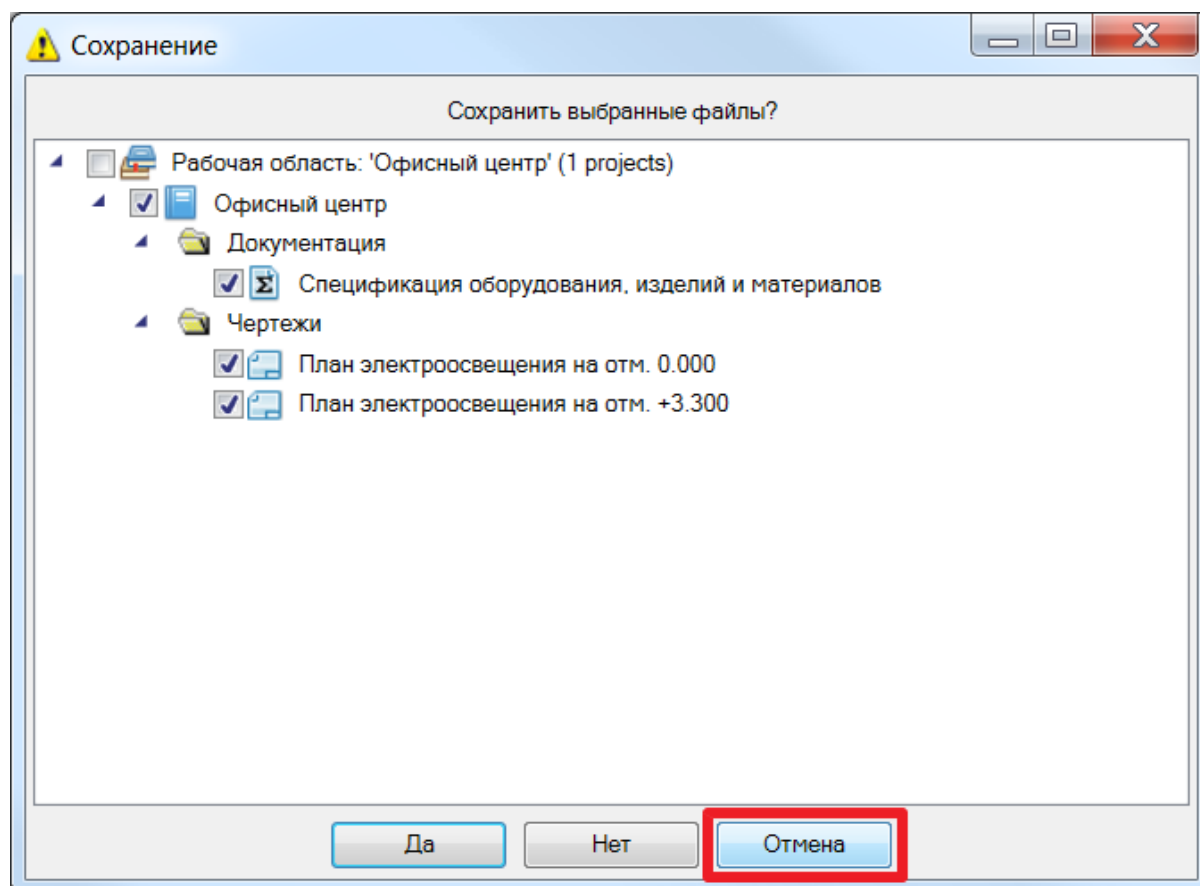 Сохранение
Сохранить выбранные файлы?
Рабочая область: 'Офисный центр' (1 projects)
Офисный центр
Документация
Спецификация оборудования, изделий и материалов
Чертежи
План электроосвещения на отм. 0.000
План электроосвещения на отм. +3.300
Да Нет Отмена